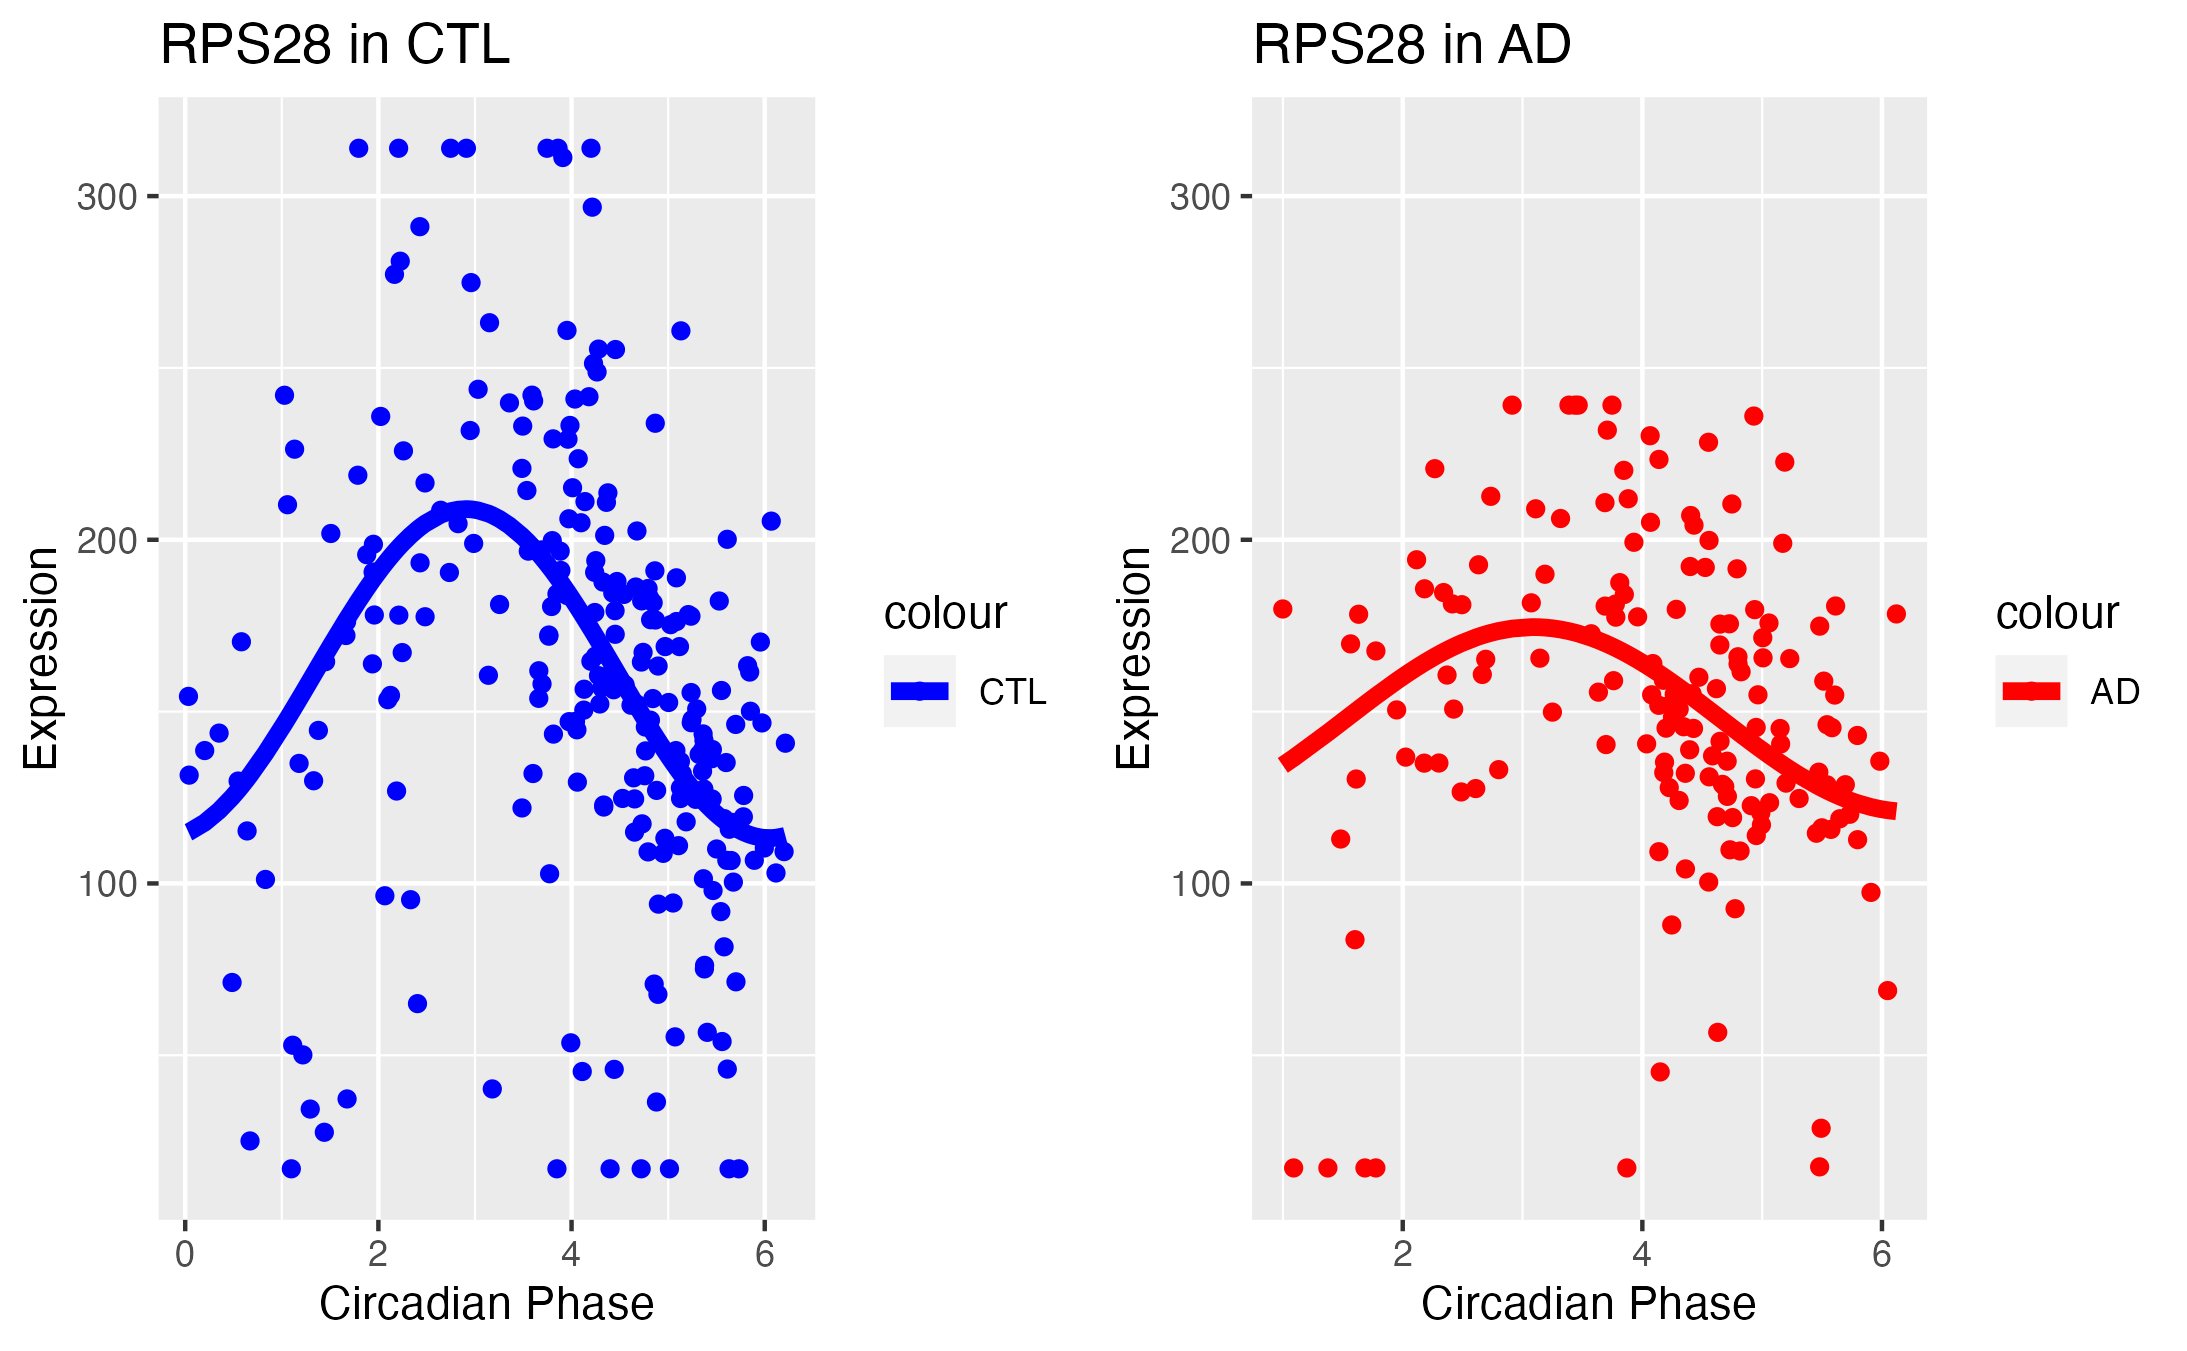 RPS28 in CTL
300
200
100
Expression
0 2 4 6
Circadian Phase
colour
CTL
RPS28 in AD
300
200
100
Expression
2 4 6
Circadian Phase
colour
AD